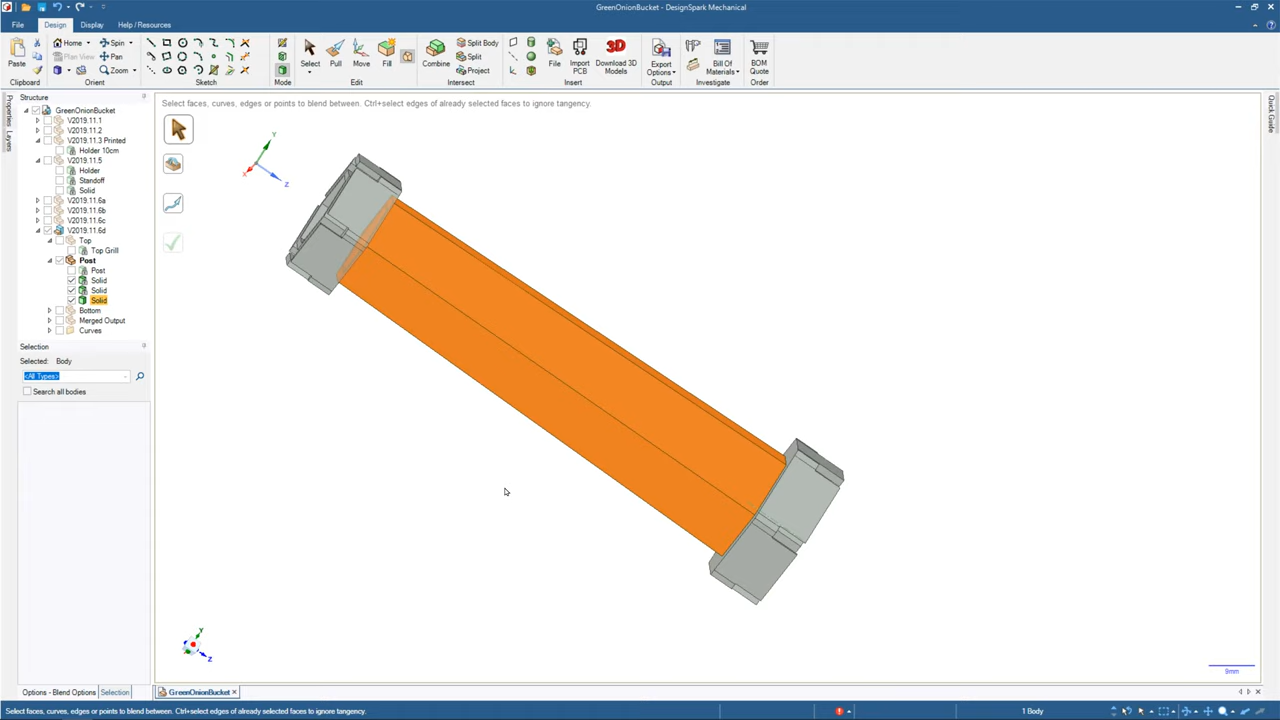 GreenOnionBucket - DesignSpark Mechanical
File Design Display Help / Resources
Paste
Home Spin
Plan View Pan
Zoom
Select Pull Move Fill
Combine
Split Body
Split
Project
File Import PCB Download 3D Models
Export Options
Bill Of Materials
BOM Quote
Clipboard Orient Sketch Mode Edit Intersect Insert Output Investigate Order
Properties
Layers
Structure
GreenOnionBucket
V2019.11.1
V2019.11.2
V2019.11.3 Printed
Holder 10cm
V2019.11.5
Holder
Standoff
Solid
V2019.11.6a
V2019.11.6b
V2019.11.6c
V2019.11.6d
Top
Top Grill
Post
Post
Solid
Solid
Solid
Bottom
Merged Output
Curves
Selection
Selected: Body
<All Types>
Search all bodies
Options - Blend Options Selection
Select faces, curves, edges or points to blend between. Ctrl+select edges of already selected faces to ignore tangency.
Y
X
Z
Y
Z
9mm
Quick Guide
GreenOnionBucket
Select faces, curves, edges or points to blend between. Ctrl+select edges of already selected faces to ignore tangency.
1 Body